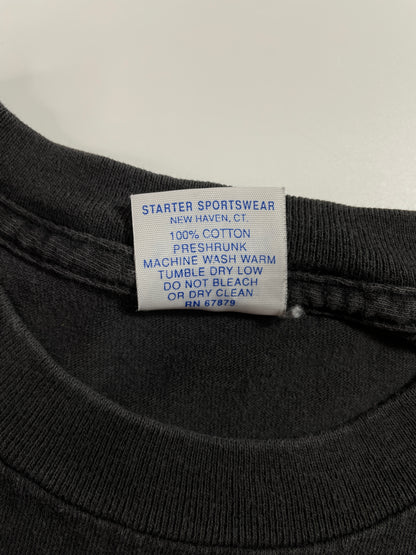 STARTER SPORTSWEAR
NEW HAVEN, CT.
100% COTTON
PRESHRUNK
MACHINE WASH WARM
TUMBLE DRY LOW
DO NOT BLEACH
OR DRY CLEAN
RN 67879